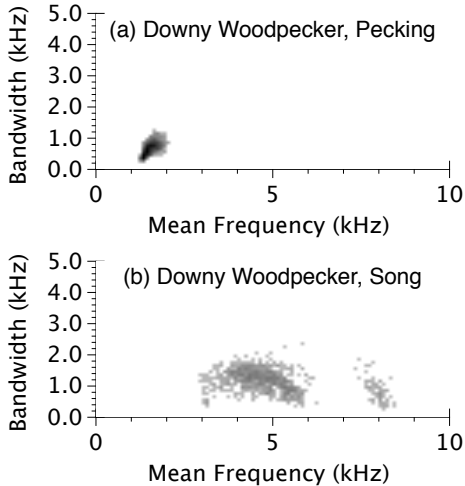 (a) Downy Woodpecker, Pecking
Bandwidth (kHz)
5.0
4.0
3.0
2.0
1.0
0.0
0 5 10
Mean Frequency (kHz)
(b) Downy Woodpecker, Song
Bandwidth (kHz)
5.0
4.0
3.0
2.0
1.0
0.0
0 5 10
Mean Frequency (kHz)